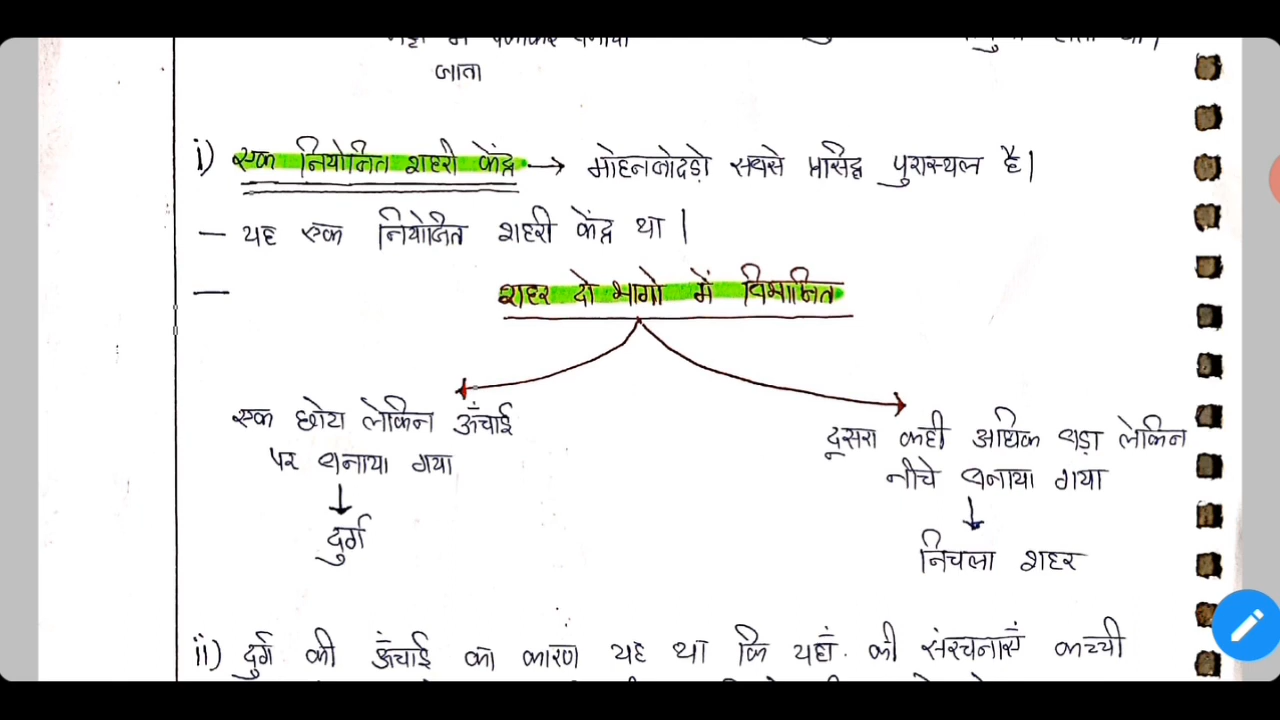 जाता
i) एक नियोजित शहरी केंद्र → मोहनजोदड़ो सबसे प्रसिद्ध पुरास्थल है।
— यह एक नियोजित शहरी केंद्र था।
— शहर दो भागो में विभाजित
एक छोटा लेकिन ऊँचाई
पर बनाया गया
↓
दुर्ग
दूसरा कही अधिक बड़ा लेकिन
नीचे बनाया गया
↓
निचला शहर
ii) दुर्ग की ऊँचाई का कारण यह था कि यहाँ की संरचनाएँ कच्ची